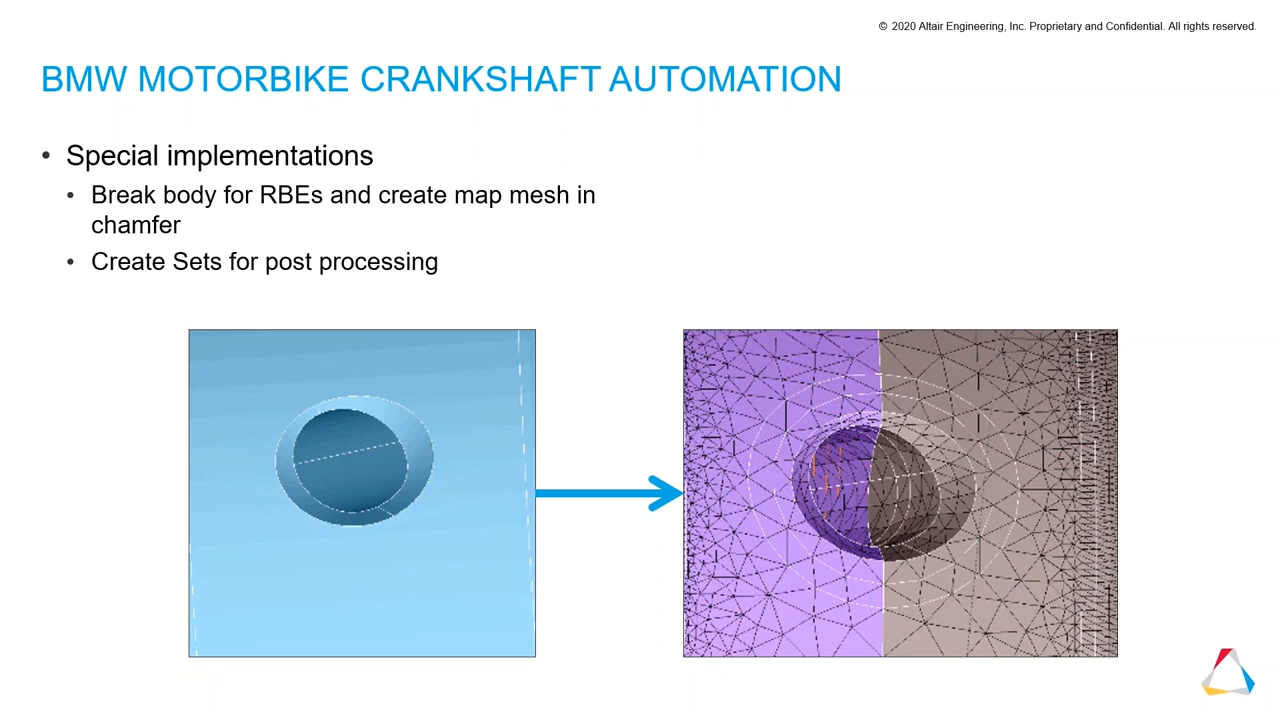 © 2020 Altair Engineering, Inc. Proprietary and Confidential. All rights reserved.
BMW MOTORBIKE CRANKSHAFT AUTOMATION
• Special implementations
• Break body for RBEs and create map mesh in
chamfer
• Create Sets for post processing